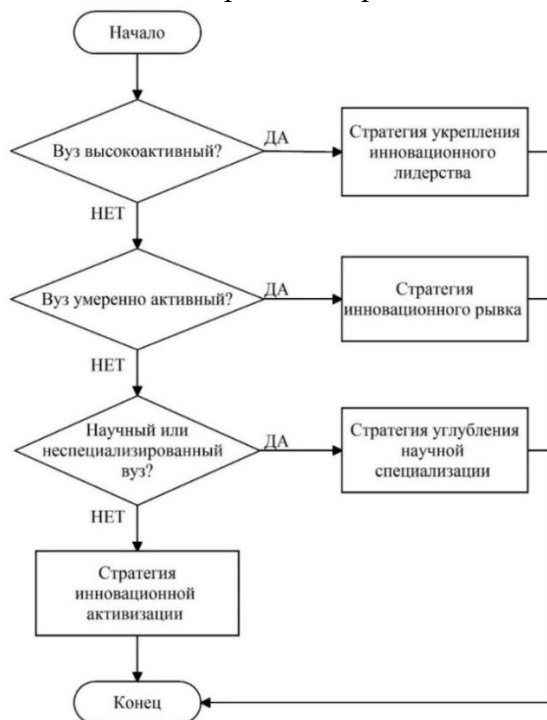 Начало
Вуз высокоактивный?
ДА
Стратегия укрепления
инновационного
лидерства
НЕТ
Вуз умеренно активный?
ДА
Стратегия
инновационного рывка
НЕТ
Научный или
неспециализированный
вуз?
ДА
Стратегия углубления
научной
специализации
НЕТ
Стратегия
инновационной
активизации
Конец